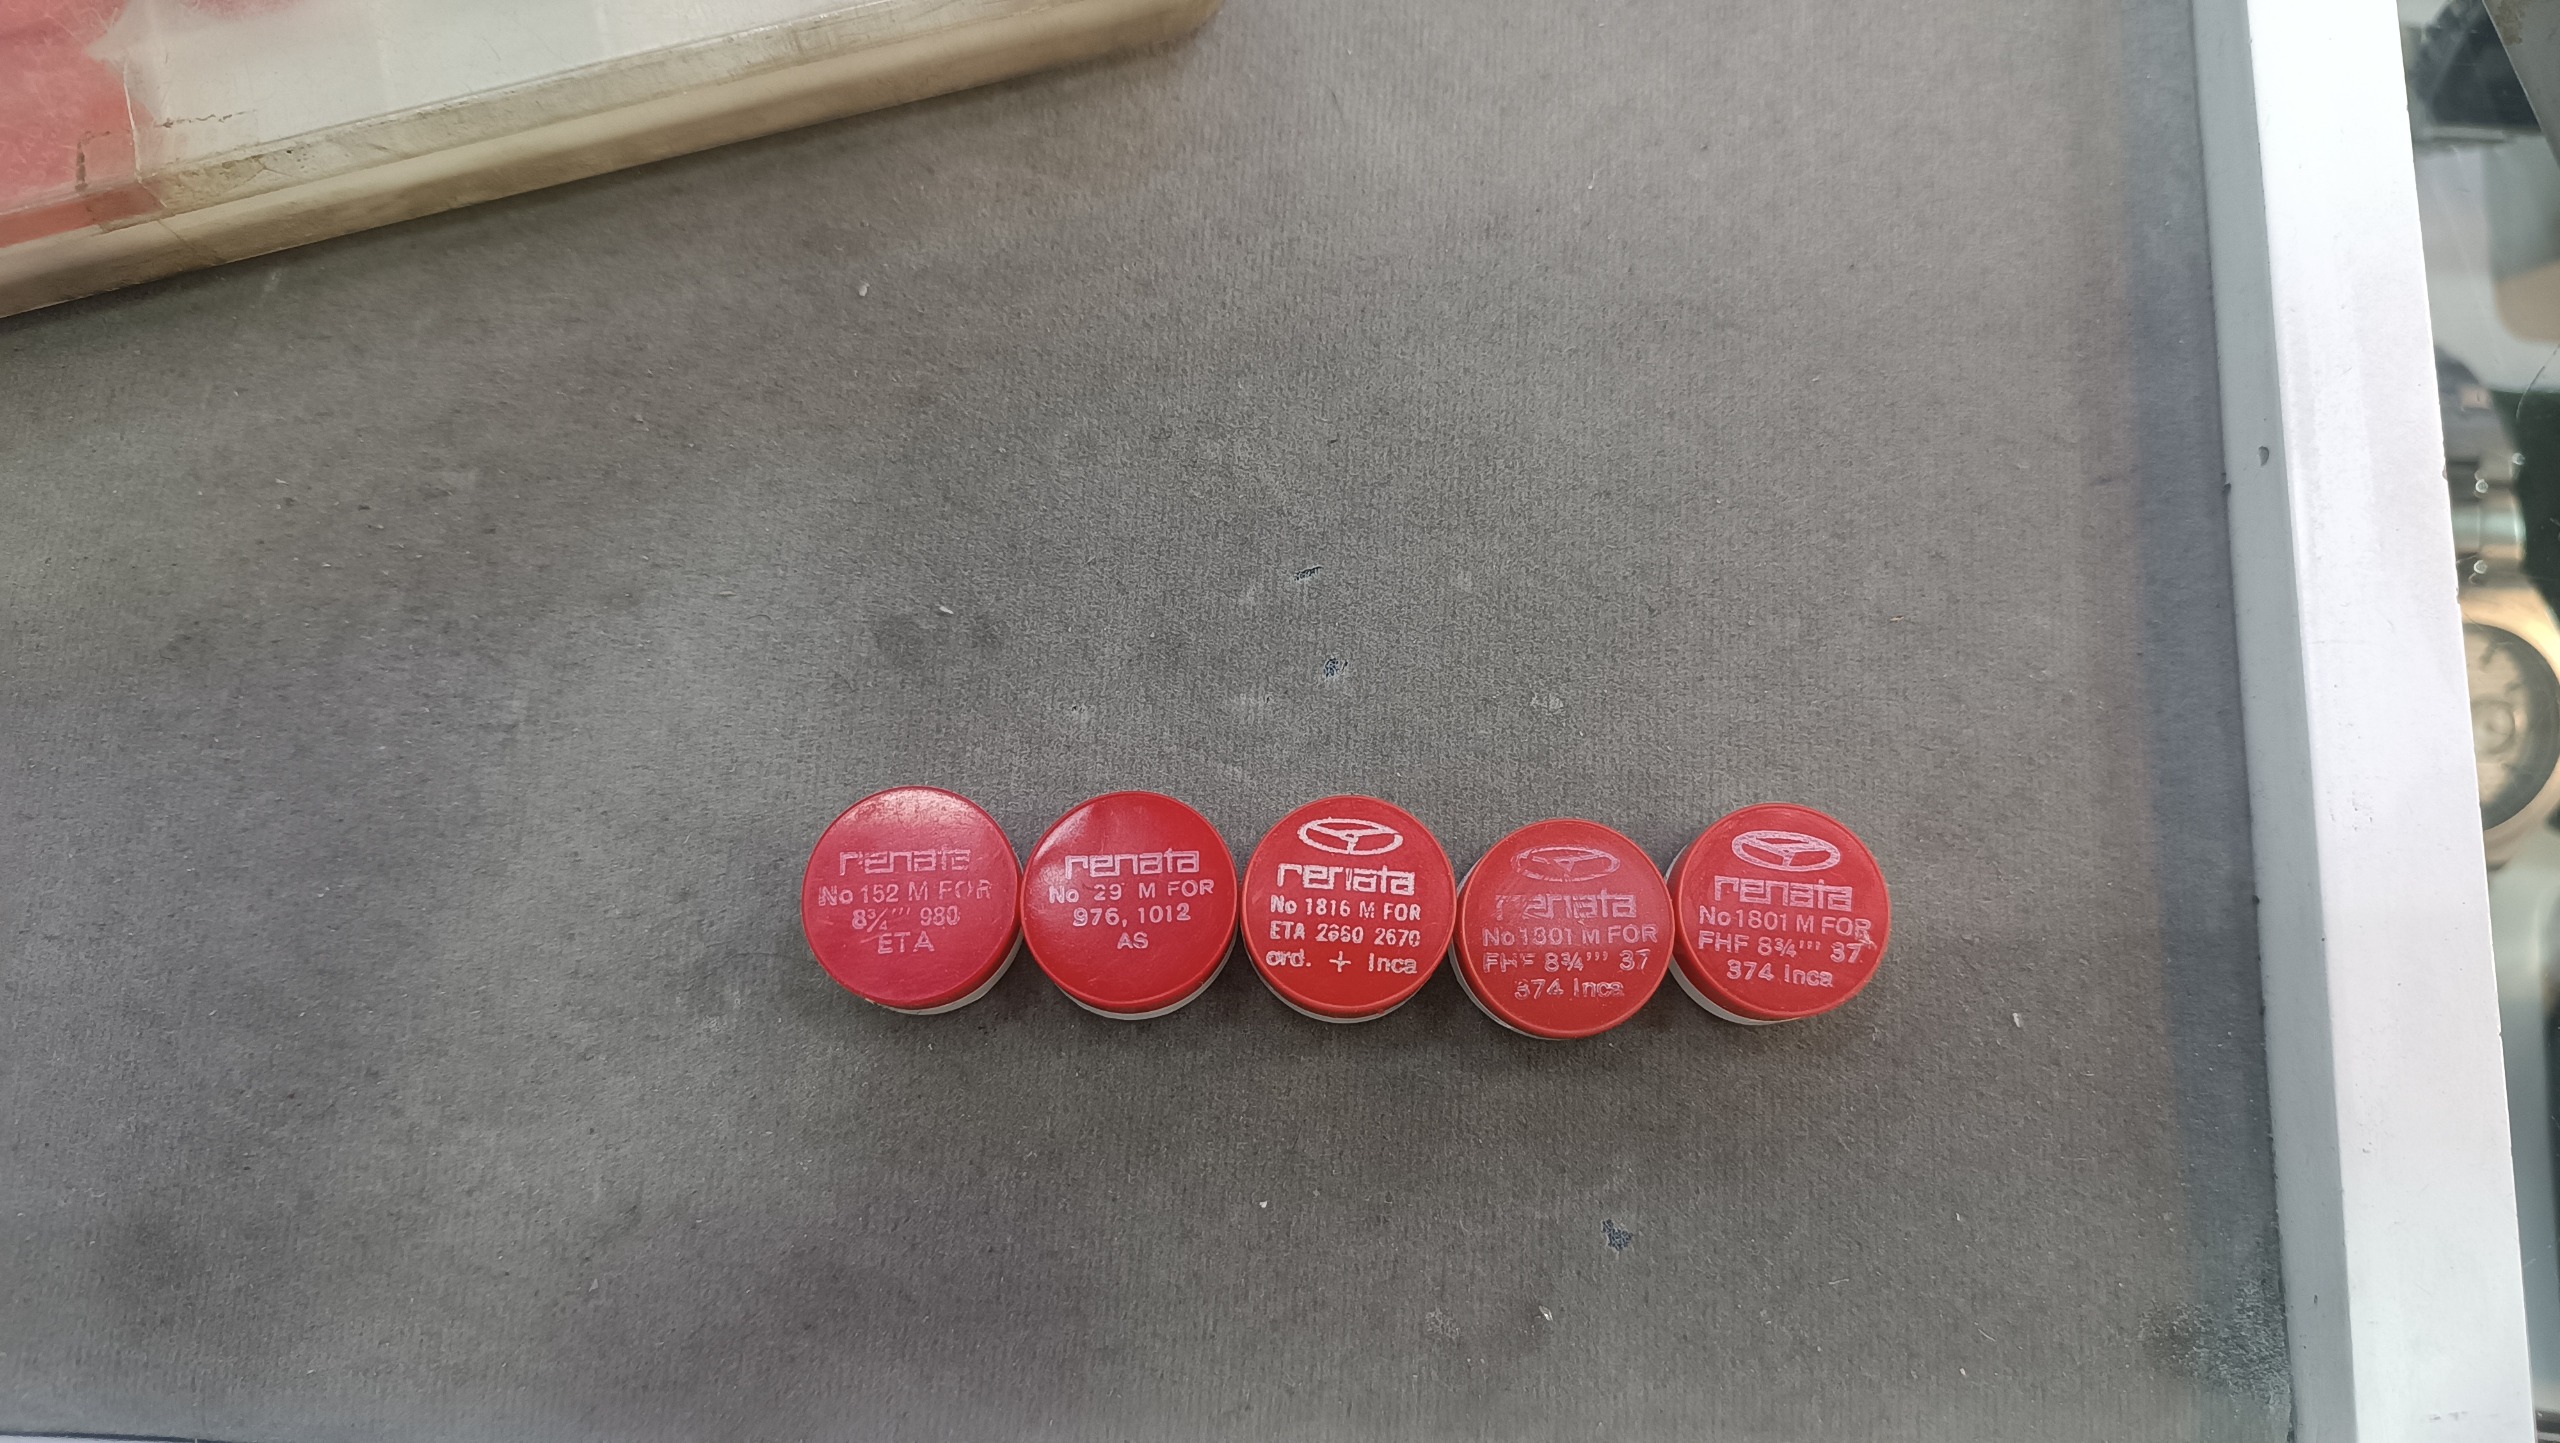 renata
No 152 M FOR
8¾''' 980
ETA
renata
No 29 M FOR
976, 1012
AS
renata
No 1816 M FOR
ETA 2660 2670
ord. + Inca
renata
No 1801 M FOR
FHF 8¾''' 37
374 Inca
renata
No 1801 M FOR
FHF 8¾''' 37
374 Inca